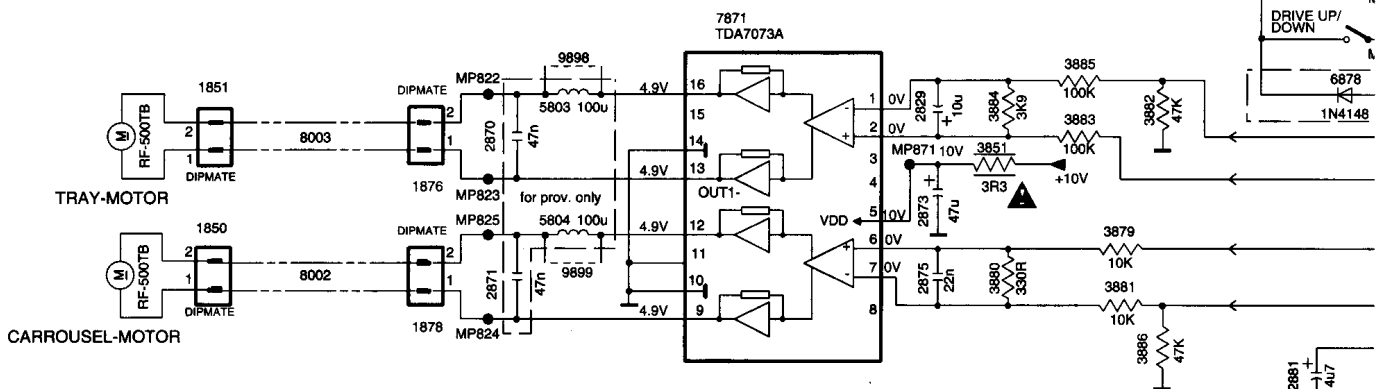 7871
TDA7073A
DRIVE UP/
DOWN
9898
3885
6878
1851
MP822
4.9V
16
1
0V
2829
10u
3884
3K9
100K
3882
47K
1N4148
DIPMATE
2
5803 100u
15
M
RF-500TB
2
8003
1
2870
47n
2
0V
3883
14
3
MP871
10V
3851
100K
1
DIPMATE
1876
MP823
4.9V
13
OUT1-
4
3R3
+10V
TRAY-MOTOR
for prov. only
2873
47u
MP825
5804 100u
4.9V
12
VDD
5
10V
1850
DIPMATE
6
0V
3879
M
RF-500TB
2
8002
2
11
9899
7
0V
2875
22n
3880
330R
10K
1
1
2871
47n
10
3881
DIPMATE
4.9V
9
8
10K
CARROUSEL-MOTOR
1878
MP824
3886
47K
2881
4u7